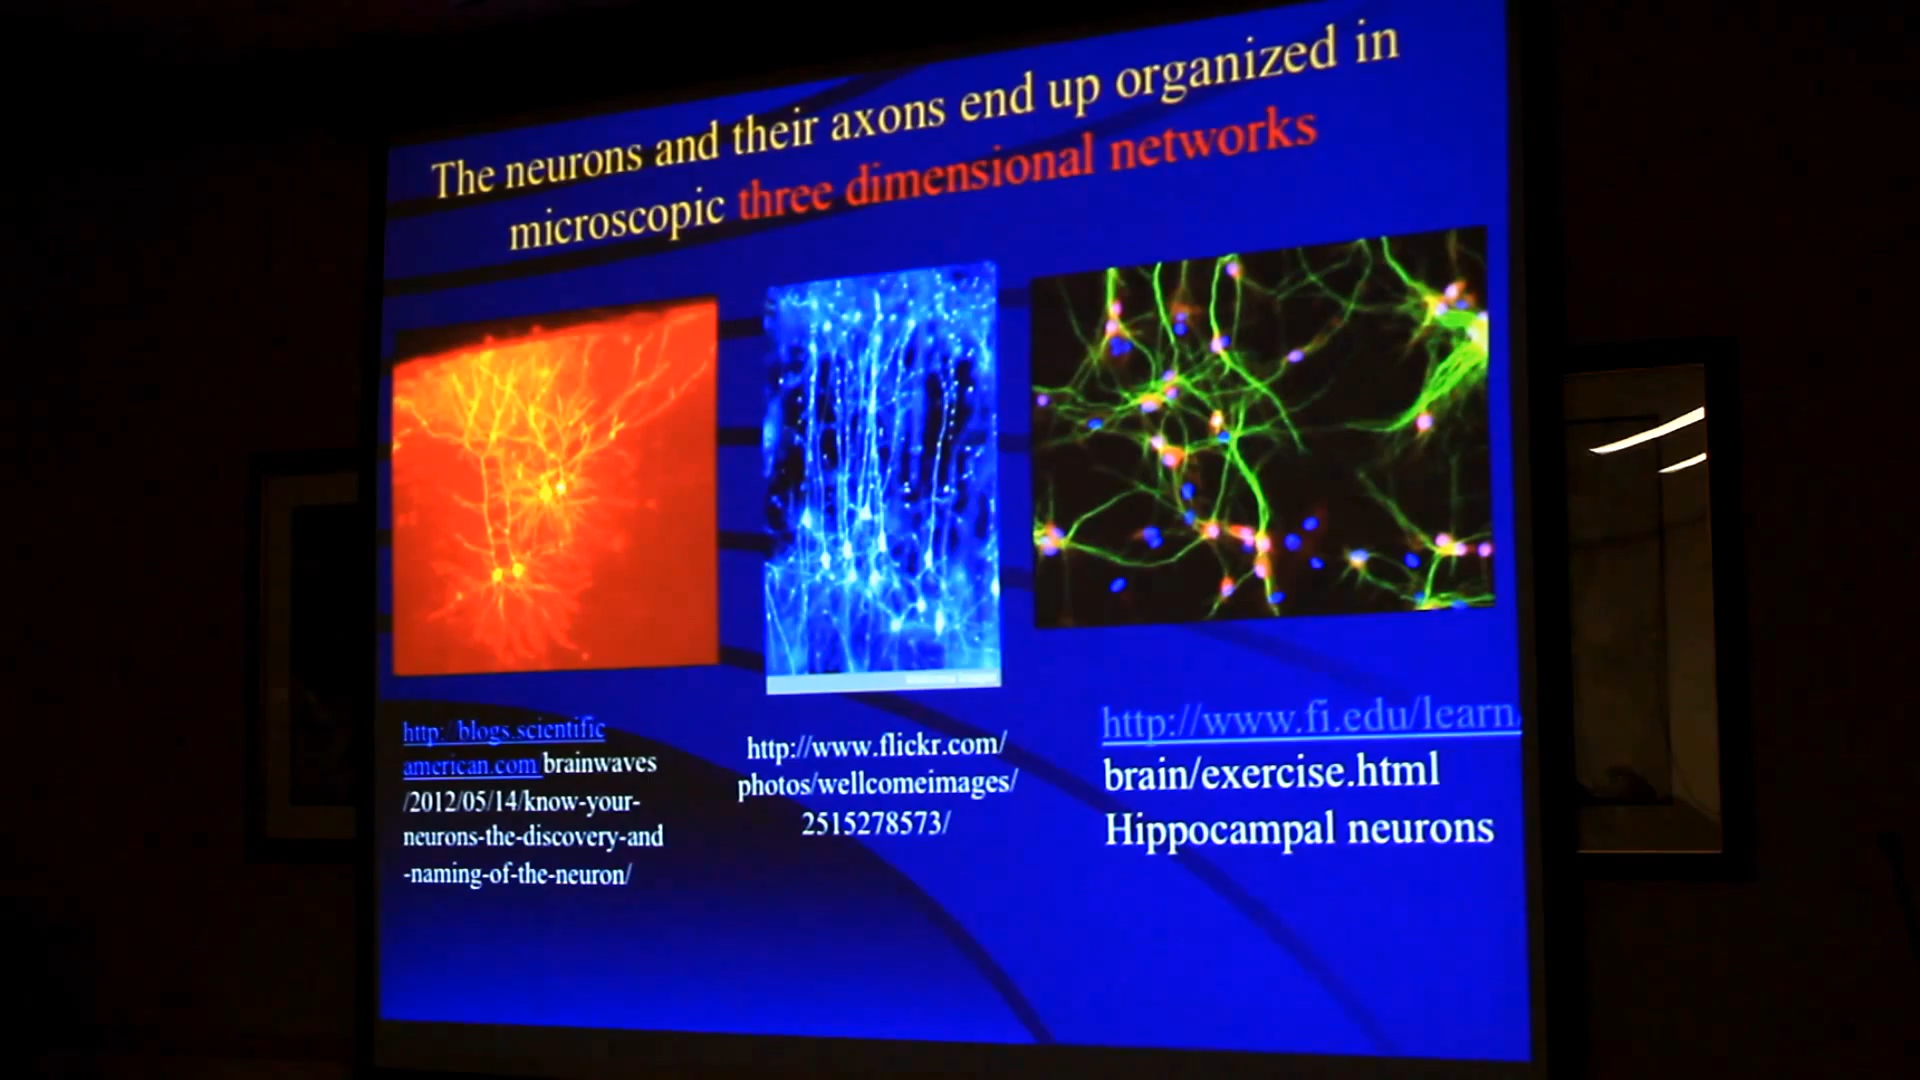 The neurons and their axons end up organized in
microscopic three dimensional networks
http://blogs.scientific
american.com/brainwaves
/2012/05/14/know-your-
neurons-the-discovery-and
-naming-of-the-neuron/
http://www.flickr.com/
photos/wellcomeimages/
2515278573/
http://www.fi.edu/learn/
brain/exercise.html
Hippocampal neurons